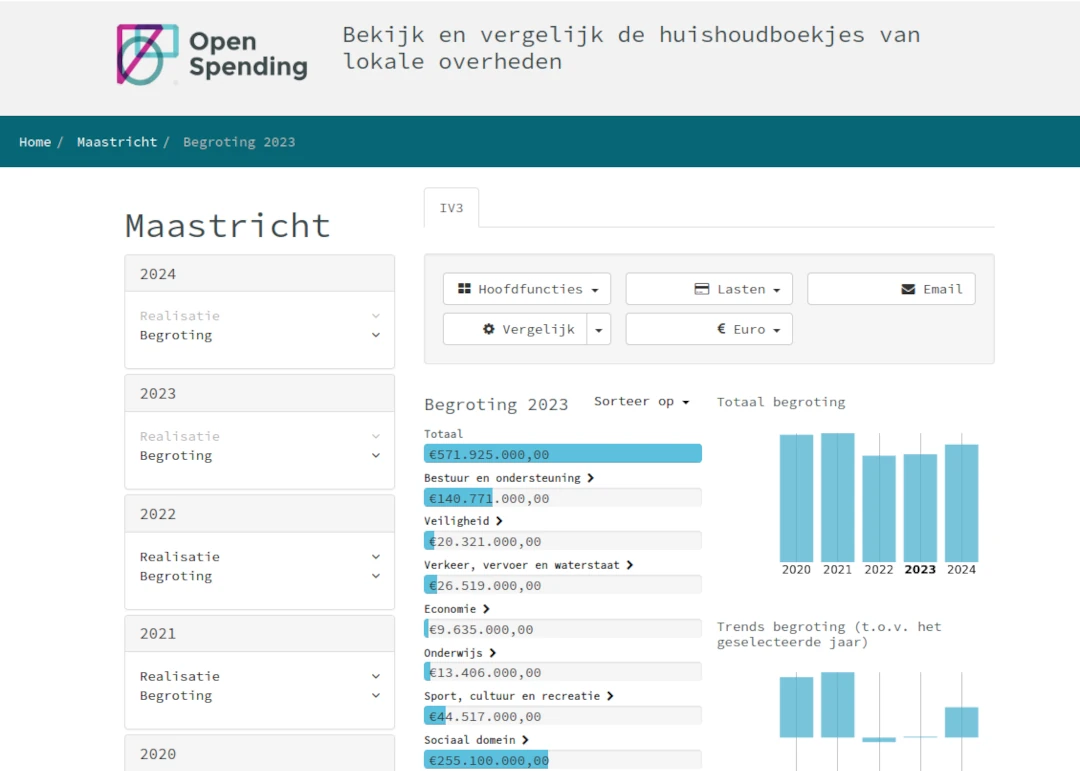 Open
Spending
Bekijk en vergelijk de huishoudboekjes van
lokale overheden
Home / Maastricht / Begroting 2023
Maastricht
2024
Realisatie
Begroting
2023
Realisatie
Begroting
2022
Realisatie
Begroting
2021
Realisatie
Begroting
2020
IV3
Hoofdfuncties
Lasten
Email
Vergelijk
€ Euro
Begroting 2023
Sorteer op
Totaal
€571.925.000,00
Bestuur en ondersteuning
€140.771.000,00
Veiligheid
€20.321.000,00
Verkeer, vervoer en waterstaat
€26.519.000,00
Economie
€9.635.000,00
Onderwijs
€13.406.000,00
Sport, cultuur en recreatie
€44.517.000,00
Sociaal domein
€255.100.000,00
Totaal begroting
2020 2021 2022 2023 2024
Trends begroting (t.o.v. het
geselecteerde jaar)